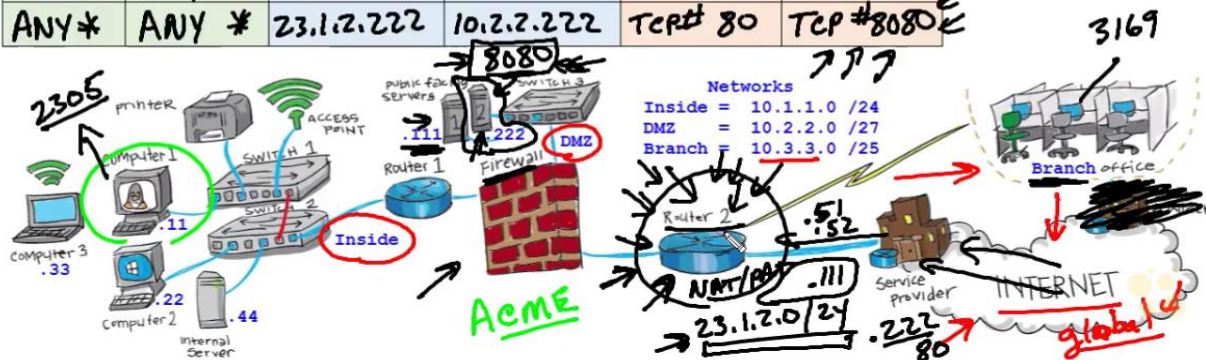 ANY* ANY * 23.1.2.222 10.2.2.222 TCP# 80 TCP #8080
8080
3169
2305
printer
ACCESS POINT
public facing servers
SWITCH 3
1 2
.111 .222
DMZ
Networks
Inside = 10.1.1.0 /24
DMZ = 10.2.2.0 /27
Branch = 10.3.3.0 /25
Computer1
.11
SWITCH 1
SWITCH 2
Router 1
Firewall
Branch office
Inside
Router 2
.51
.52
computer 3
.33
.22
computer2
.44
internal server
ACME
NAT/PAT
.111
23.1.2.0/24
service provider
.222
80
INTERNET
global